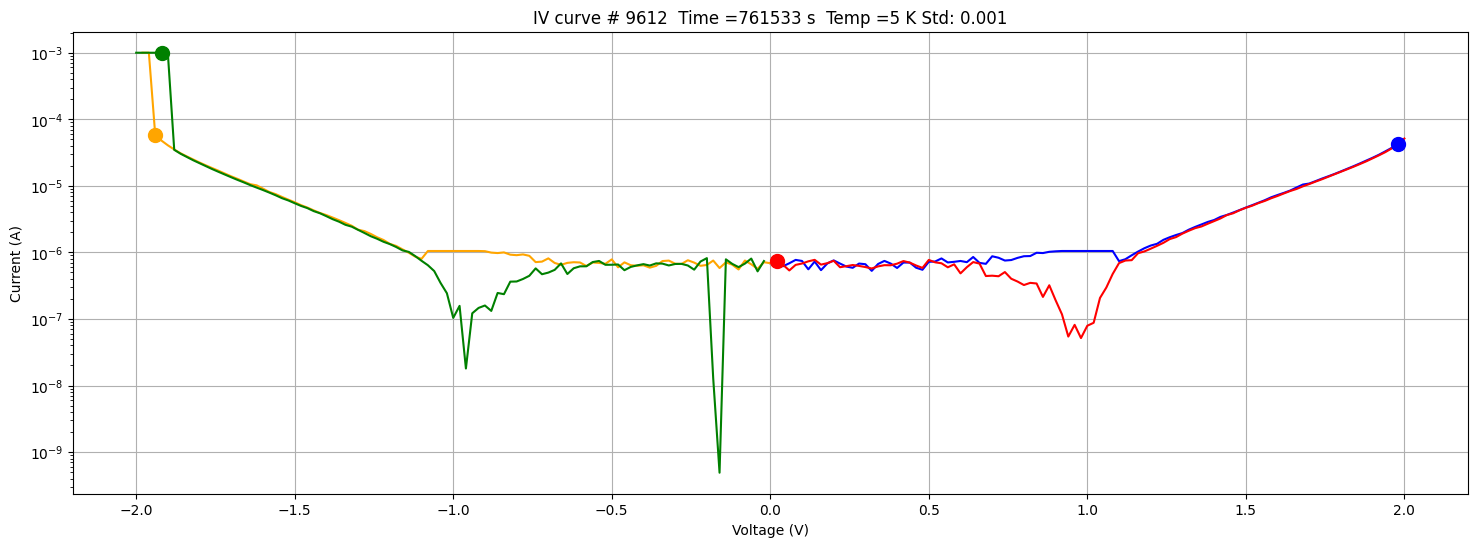 IV curve # 9612  Time =761533 s  Temp =5 K Std: 0.001
Current (A)
10⁻³
10⁻⁴
10⁻⁵
10⁻⁶
10⁻⁷
10⁻⁸
10⁻⁹
−2.0 −1.5 −1.0 −0.5 0.0 0.5 1.0 1.5 2.0
Voltage (V)